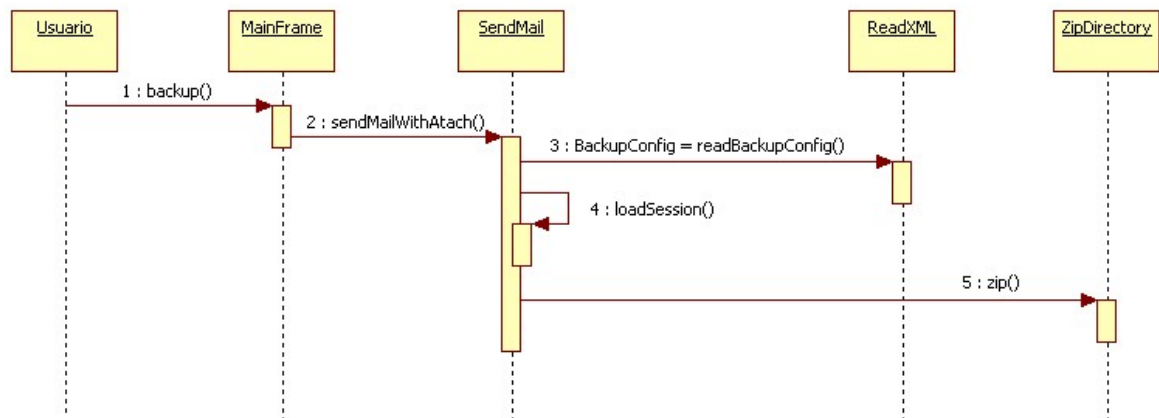 Usuario
MainFrame
SendMail
ReadXML
ZipDirectory
1 : backup()
2 : sendMailWithAtach()
3 : BackupConfig = readBackupConfig()
4 : loadSession()
5 : zip()